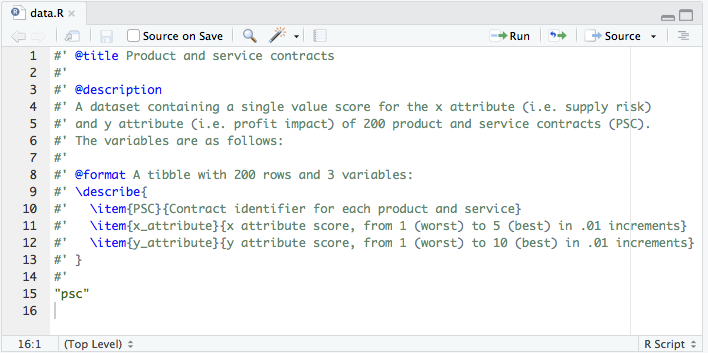 data.R
Source on Save
Run
Source
1 #' @title Product and service contracts
2 #'
3 #' @description
4 #' A dataset containing a single value score for the x attribute (i.e. supply risk)
5 #' and y attribute (i.e. profit impact) of 200 product and service contracts (PSC).
6 #' The variables are as follows:
7 #'
8 #' @format A tibble with 200 rows and 3 variables:
9 #' \describe{
10 #'   \item{PSC}{Contract identifier for each product and service}
11 #'   \item{x_attribute}{x attribute score, from 1 (worst) to 5 (best) in .01 increments}
12 #'   \item{y_attribute}{y attribute score, from 1 (worst) to 10 (best) in .01 increments}
13 #' }
14 #'
15 "psc"
16
16:1 (Top Level) R Script